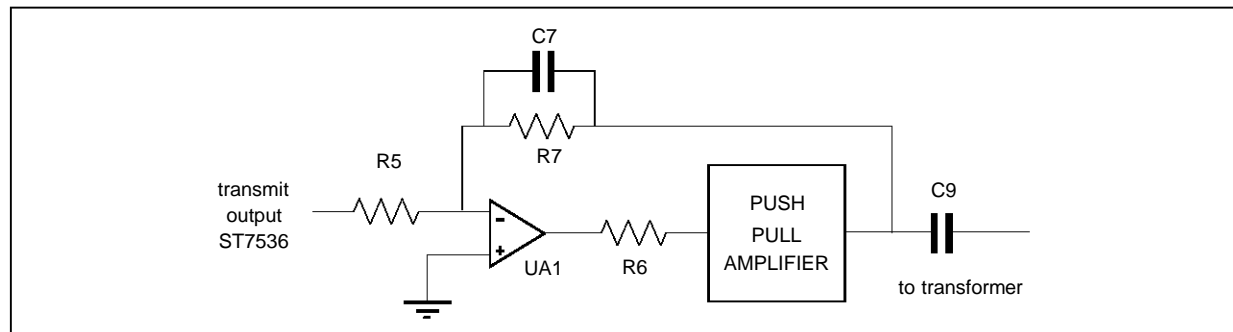 C7
R7
R5
transmit
output
ST7536
-
+
UA1
R6
PUSH
PULL
AMPLIFIER
C9
to transformer